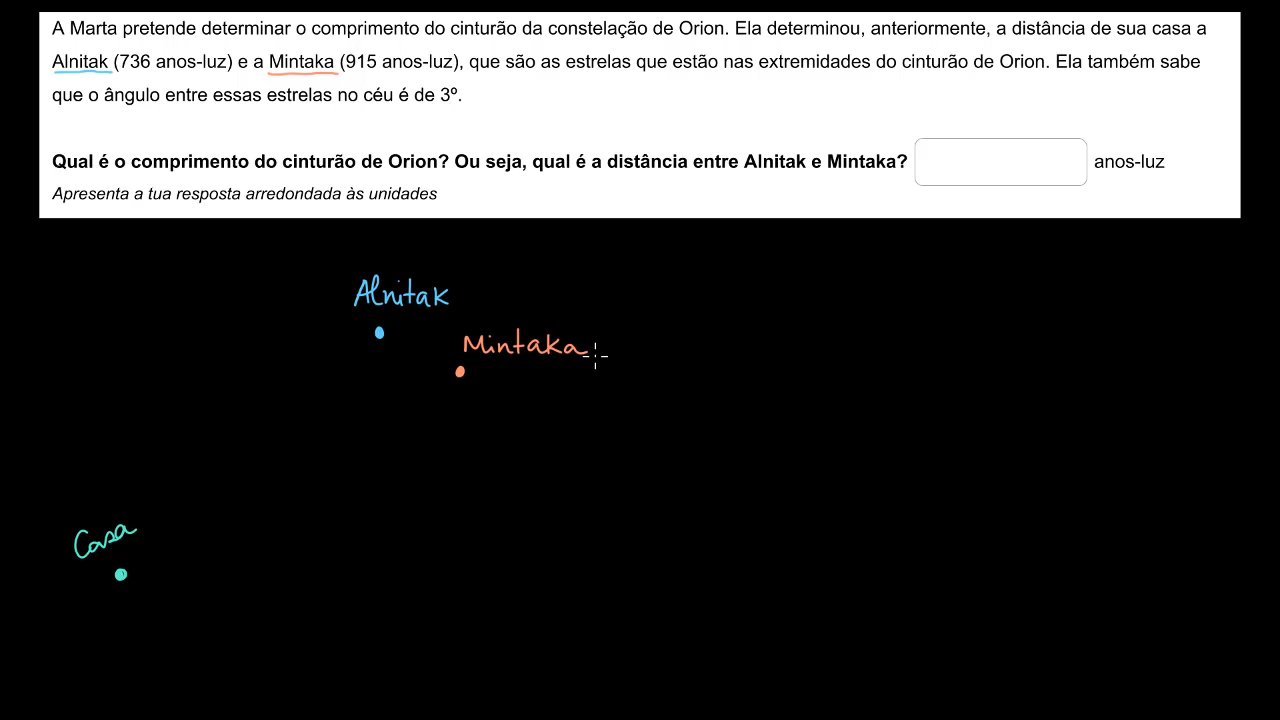 A Marta pretende determinar o comprimento do cinturão da constelação de Orion. Ela determinou, anteriormente, a distância de sua casa a
Alnitak (736 anos-luz) e a Mintaka (915 anos-luz), que são as estrelas que estão nas extremidades do cinturão de Orion. Ela também sabe
que o ângulo entre essas estrelas no céu é de 3º.
Qual é o comprimento do cinturão de Orion? Ou seja, qual é a distância entre Alnitak e Mintaka? anos-luz
Apresenta a tua resposta arredondada às unidades
Alnitak
Mintaka
Casa